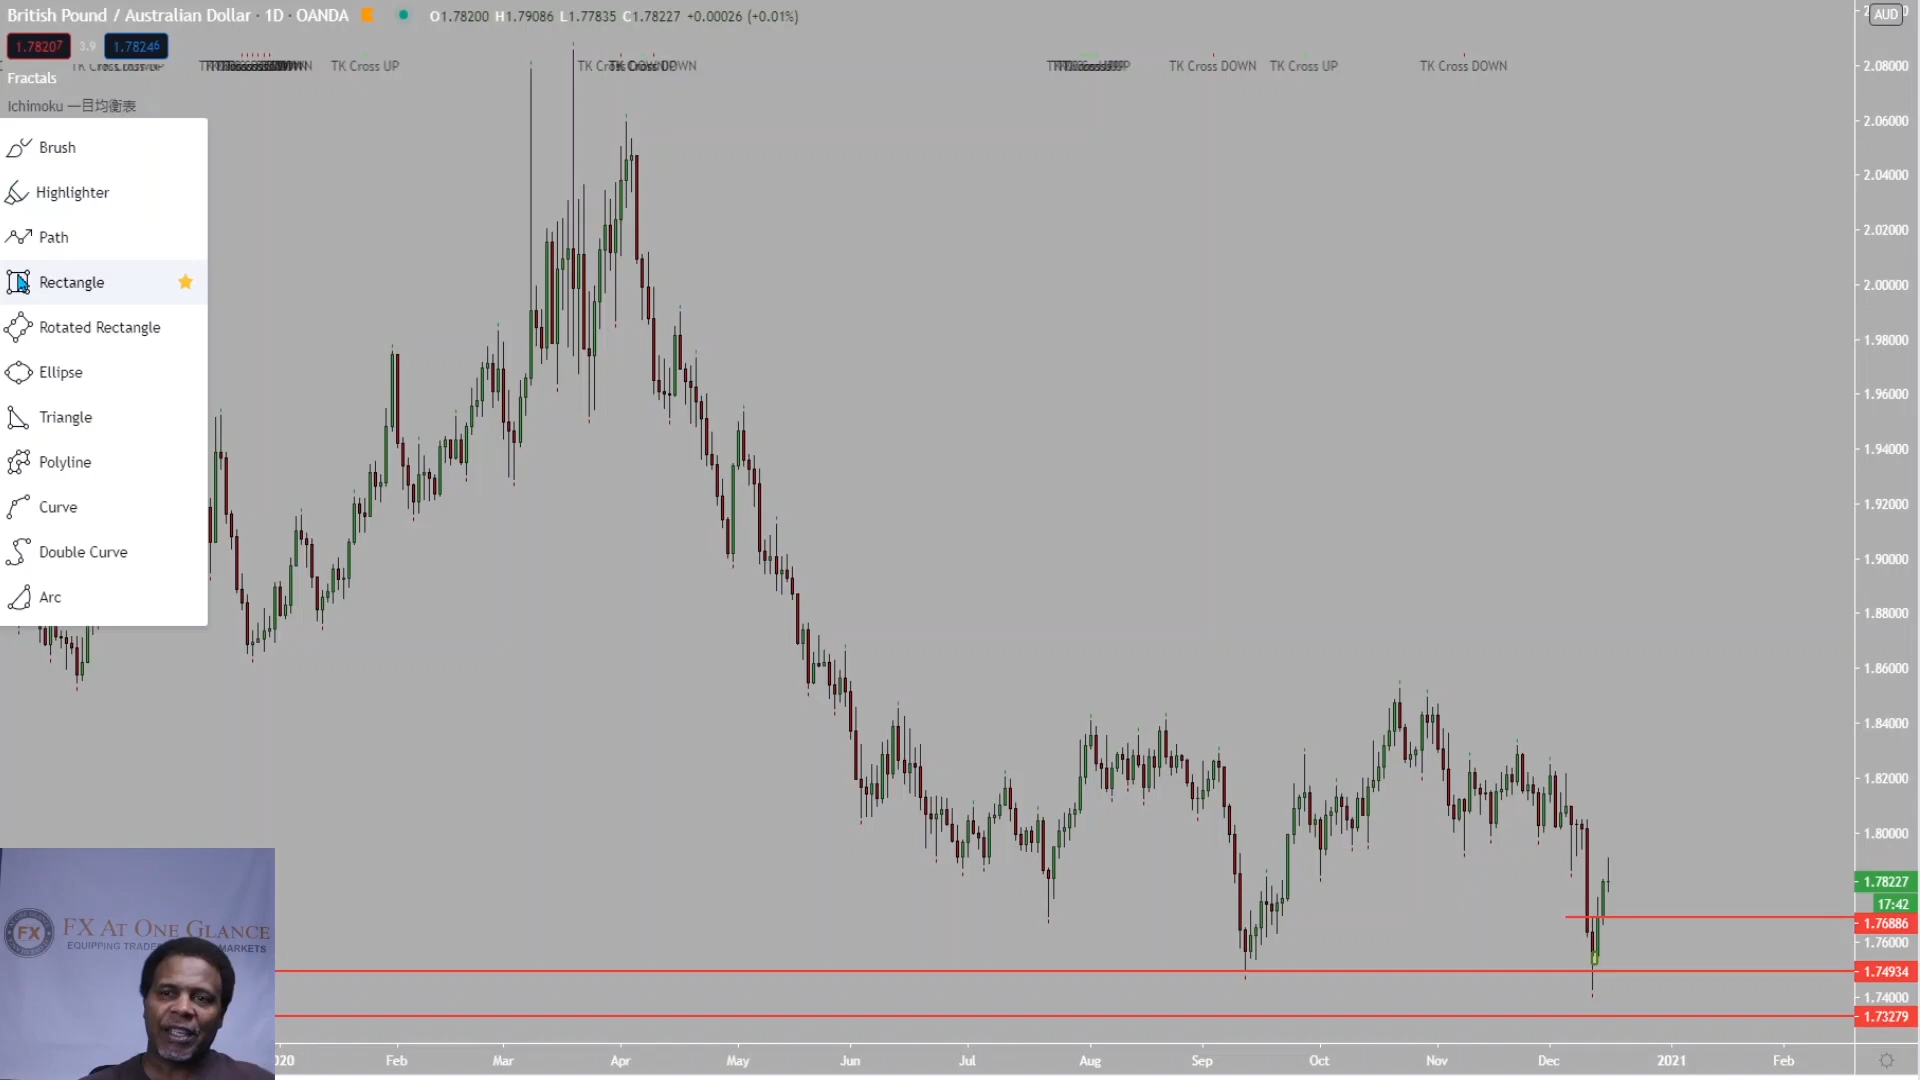 British Pound / Australian Dollar · 1D · OANDA
O1.78200 H1.79086 L1.77835 C1.78227 +0.00026 (+0.01%)
AUD
1.78207 3.9 1.78246
TK Cross UP
TK Cross DOWN
TK Cross UP
TK Cross DOWN
Fractals
Ichimoku 一目均衡表
Brush
Highlighter
Path
Rectangle
Rotated Rectangle
Ellipse
Triangle
Polyline
Curve
Double Curve
Arc
2.08000
2.06000
2.04000
2.02000
2.00000
1.98000
1.96000
1.94000
1.92000
1.90000
1.88000
1.86000
1.84000
1.82000
1.80000
1.78227
17:42
1.76886
1.76000
1.74934
1.74000
1.73279
FX
FX AT ONE GLANCE
EQUIPPING MARKETS
Feb Mar Apr May Jun Jul Aug Sep Oct Nov Dec 2021 Feb